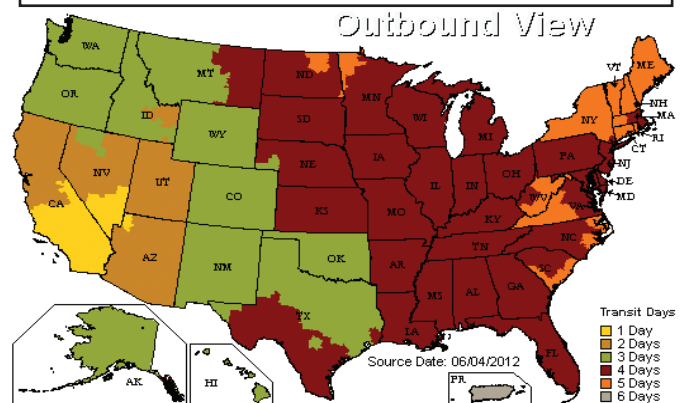 Outbound View
WA
MT
ND
OR
ID
WY
SD
MN
WI
MI
VT
ME
NH
MA
NY
RI
CT
NV
UT
CA
CO
NE
IA
IL
IN
OH
PA
NJ
DE
MD
KS
MO
WV
VA
KY
AZ
NM
OK
AR
TN
NC
SC
TX
LA
MS
AL
GA
FL
AK
HI
PR
Source Date: 06/04/2012
Transit Days
1 Day
2 Days
3 Days
4 Days
5 Days
6 Days